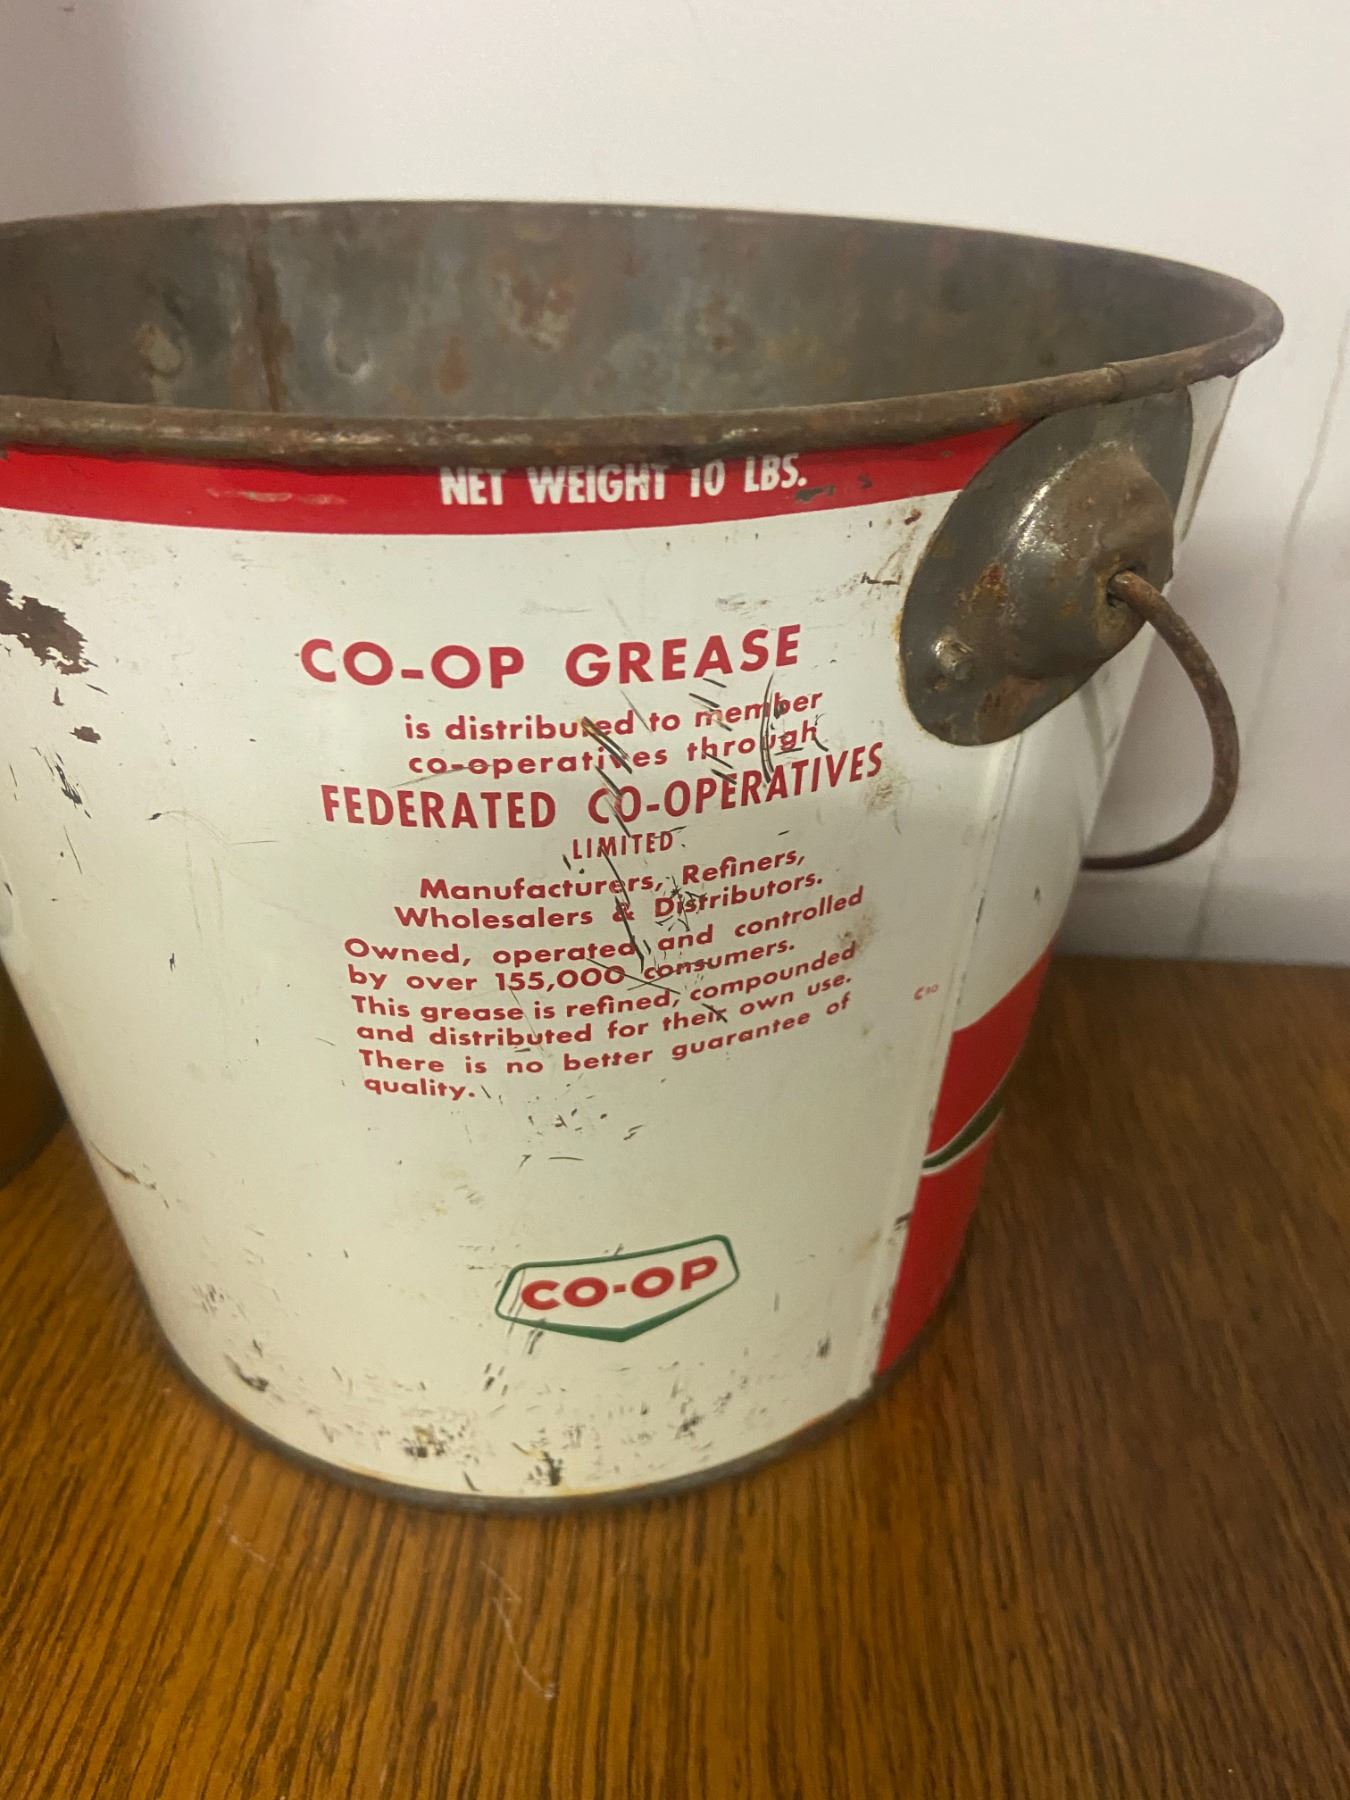 NET WEIGHT 10 LBS.
CO-OP GREASE
is distributed to member
co-operatives through
FEDERATED CO-OPERATIVES
LIMITED
Manufacturers, Refiners,
Wholesalers & Distributors.
Owned, operated, and controlled
by over 155,000 consumers.
This grease is refined, compounded
and distributed for their own use.
There is no better guarantee of
quality.
C10
CO-OP